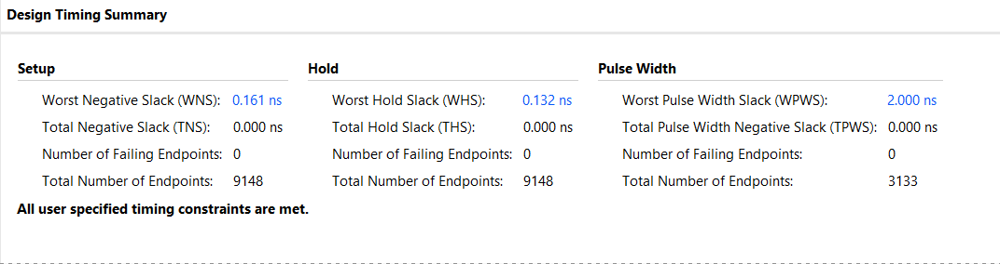 Design Timing Summary
Setup Hold Pulse Width
Worst Negative Slack (WNS): 0.161 ns Worst Hold Slack (WHS): 0.132 ns Worst Pulse Width Slack (WPWS): 2.000 ns
Total Negative Slack (TNS): 0.000 ns Total Hold Slack (THS): 0.000 ns Total Pulse Width Negative Slack (TPWS): 0.000 ns
Number of Failing Endpoints: 0 Number of Failing Endpoints: 0 Number of Failing Endpoints: 0
Total Number of Endpoints: 9148 Total Number of Endpoints: 9148 Total Number of Endpoints: 3133
All user specified timing constraints are met.